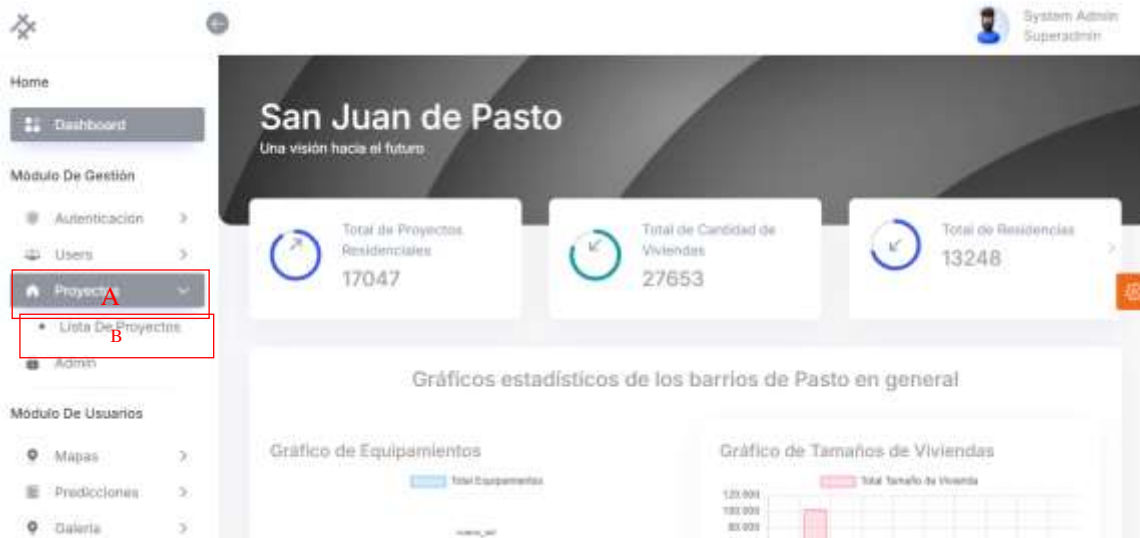 System Admin
Superadmin
Home
Dashboard
Módulo De Gestión
Autenticación
Users
Proyectos
A
Lista De Proyectos
B
Admin
Módulo De Usuarios
Mapas
Predicciones
Galería
San Juan de Pasto
Una visión hacia el futuro
Total de Proyectos
Residenciales
17047
Total de Cantidad de
Viviendas
27653
Total de Residencias
13248
Gráficos estadísticos de los barrios de Pasto en general
Gráfico de Equipamientos
Total Equipamientos
Gráfico de Tamaños de Viviendas
Total Tamaño de Vivienda
120.000
100.000
80.000